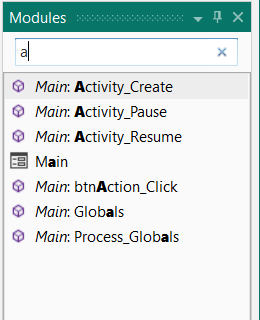 Modules
a
Main: Activity_Create
Main: Activity_Pause
Main: Activity_Resume
Main
Main: btnAction_Click
Main: Globals
Main: Process_Globals